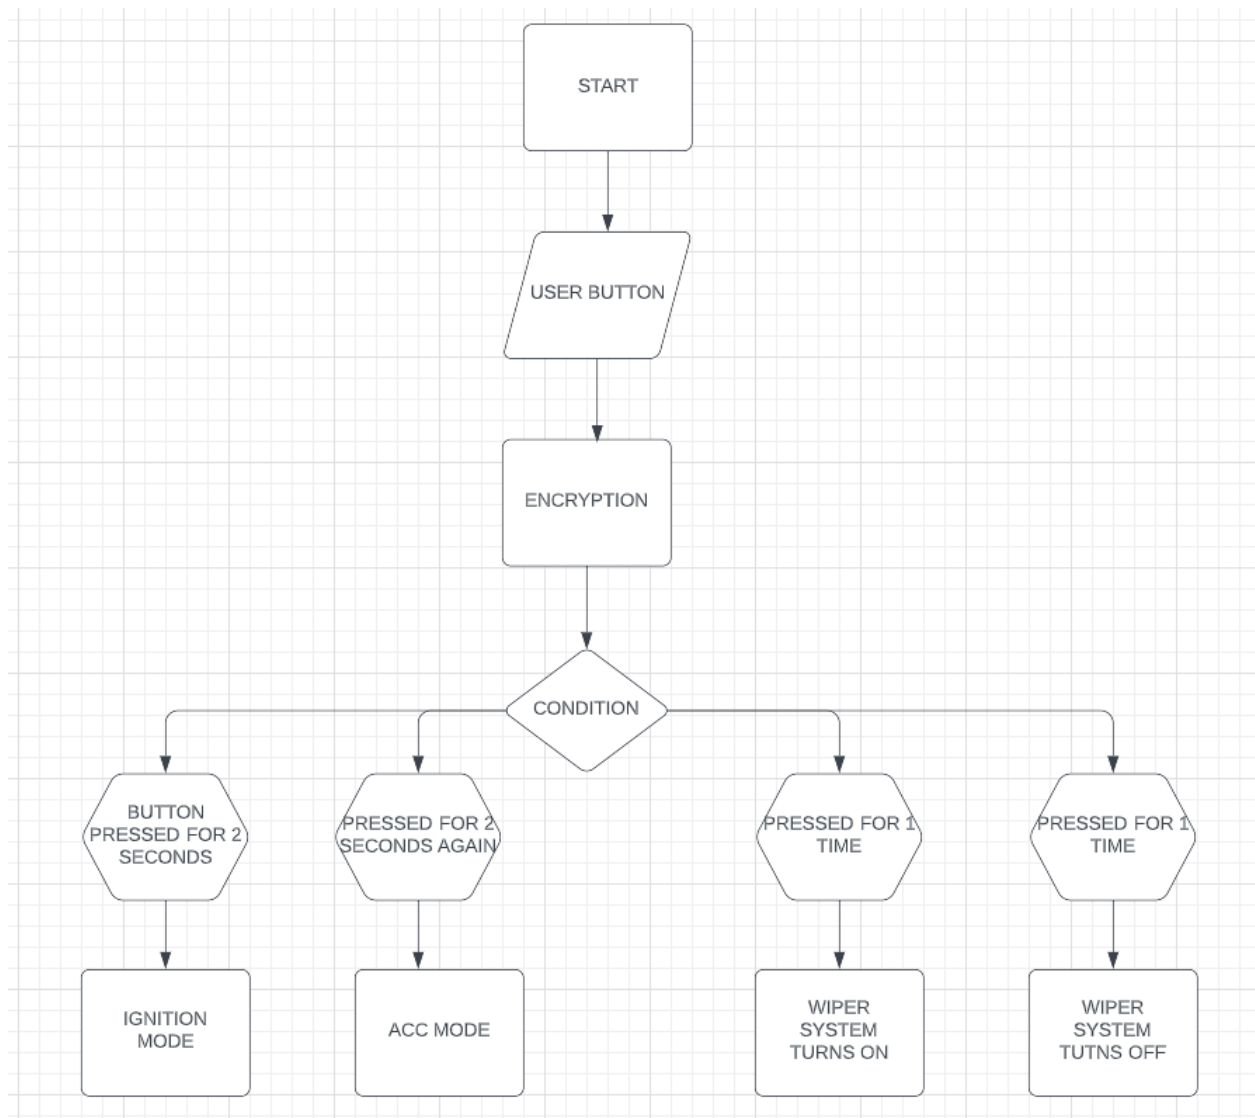 START
USER BUTTON
ENCRYPTION
CONDITION
BUTTON
PRESSED FOR 2
SECONDS
PRESSED FOR 2
SECONDS AGAIN
PRESSED FOR 1
TIME
PRESSED FOR 1
TIME
IGNITION
MODE
ACC MODE
WIPER
SYSTEM
TURNS ON
WIPER
SYSTEM
TUTNS OFF